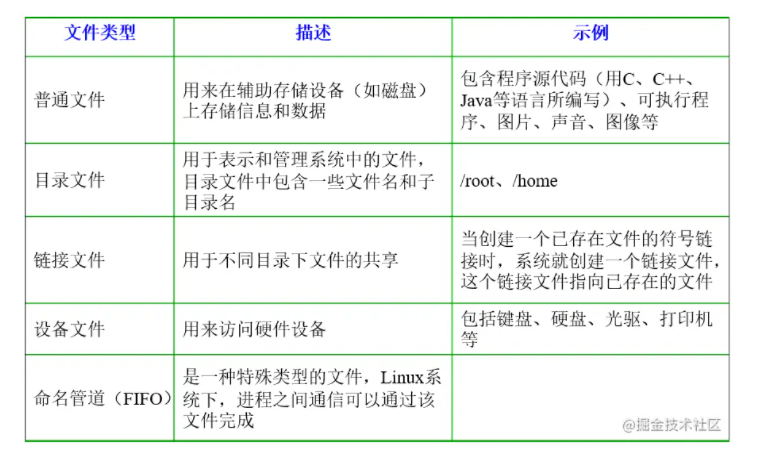 文件类型 描述 示例
普通文件
用来在辅助存储设备（如磁盘）
上存储信息和数据
包含程序源代码（用C、C++、
Java等语言所编写）、可执行程
序、图片、声音、图像等
目录文件
用于表示和管理系统中的文件，
目录文件中包含一些文件名和子
目录名
/root、/home
链接文件
用于不同目录下文件的共享
当创建一个已存在文件的符号链
接时，系统就创建一个链接文件，
这个链接文件指向已存在的文件
设备文件
用来访问硬件设备
包括键盘、硬盘、光驱、打印机
等
命名管道（FIFO）
是一种特殊类型的文件，Linux系
统下，进程之间通信可以通过该
文件完成
@掘金技术社区